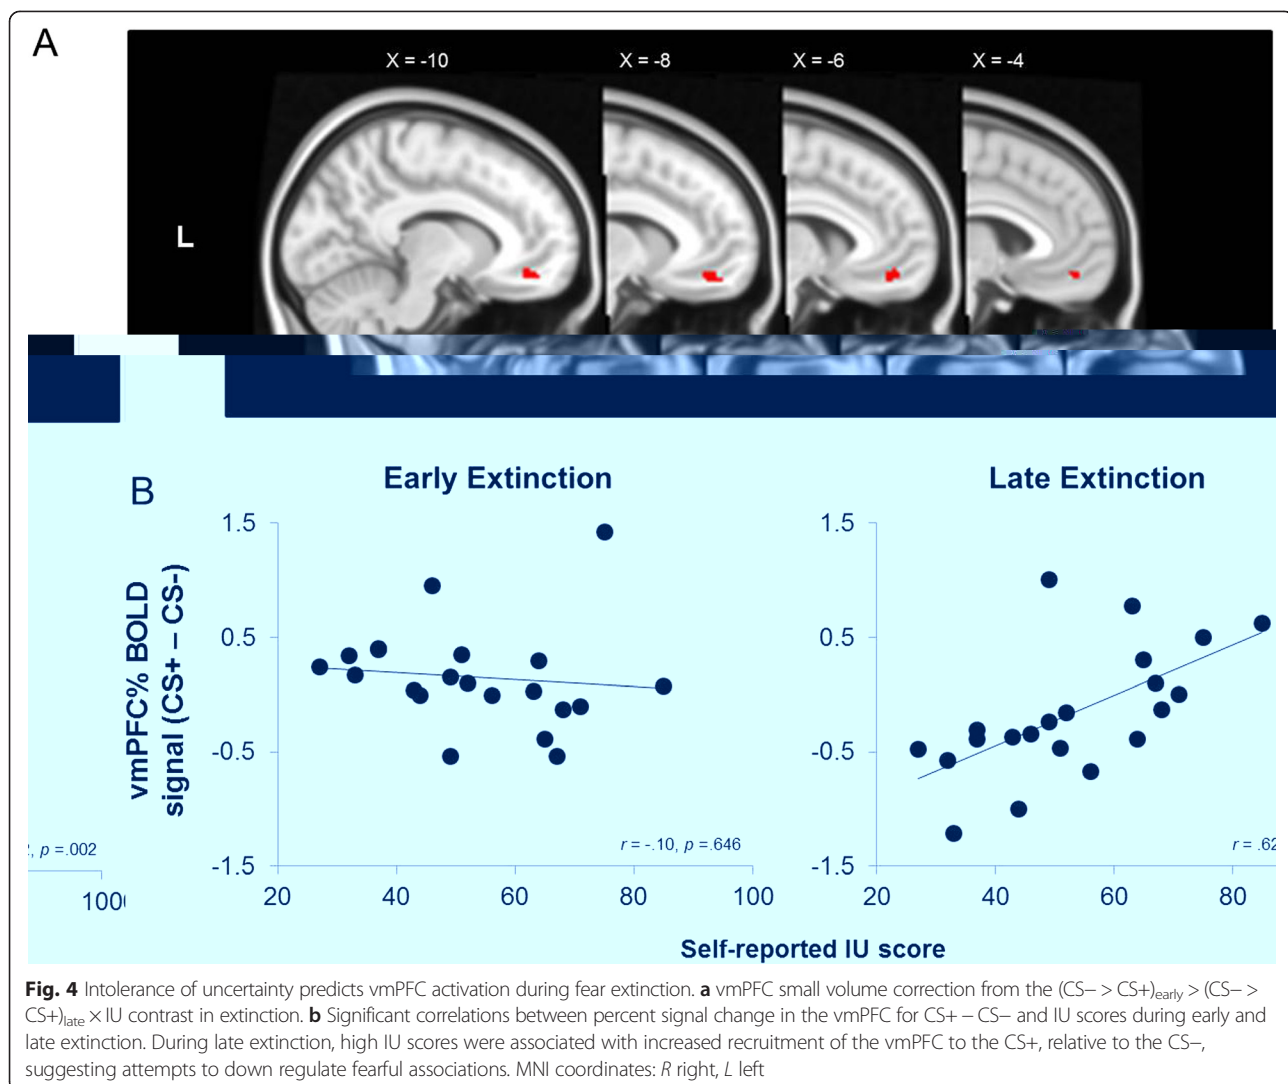 A
X = -10 X = -8 X = -6 X = -4
L
B
Early Extinction Late Extinction
vmPFC% BOLD
signal (CS+ – CS-)
1.5
0.5
-0.5
-1.5
20 40 60 80 100
r = -.10, p =.646
1.5
0.5
-0.5
-1.5
20 40 60 80
r = .62
, p =.002
100
Self-reported IU score
Fig. 4 Intolerance of uncertainty predicts vmPFC activation during fear extinction. a vmPFC small volume correction from the (CS− > CS+)early > (CS− >
CS+)late × IU contrast in extinction. b Significant correlations between percent signal change in the vmPFC for CS+ − CS− and IU scores during early and
late extinction. During late extinction, high IU scores were associated with increased recruitment of the vmPFC to the CS+, relative to the CS−,
suggesting attempts to down regulate fearful associations. MNI coordinates: R right, L left